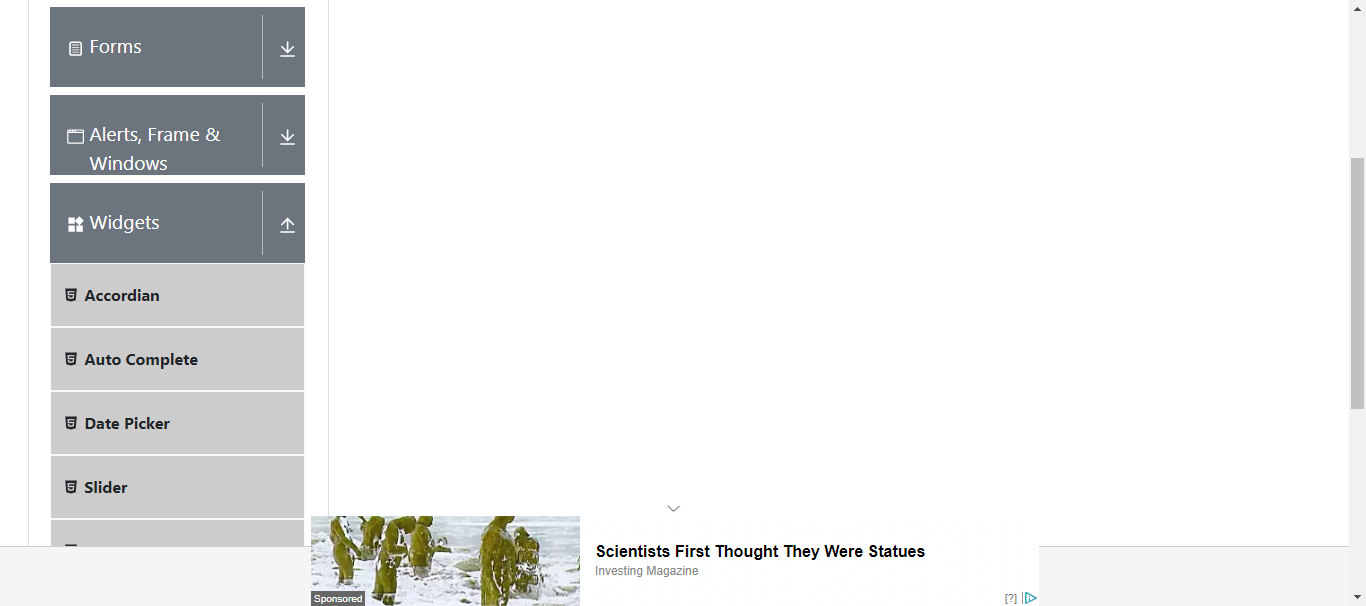 Forms
Alerts, Frame &
Windows
Widgets
Accordian
Auto Complete
Date Picker
Slider
Scientists First Thought They Were Statues
Investing Magazine
Sponsored
[?]